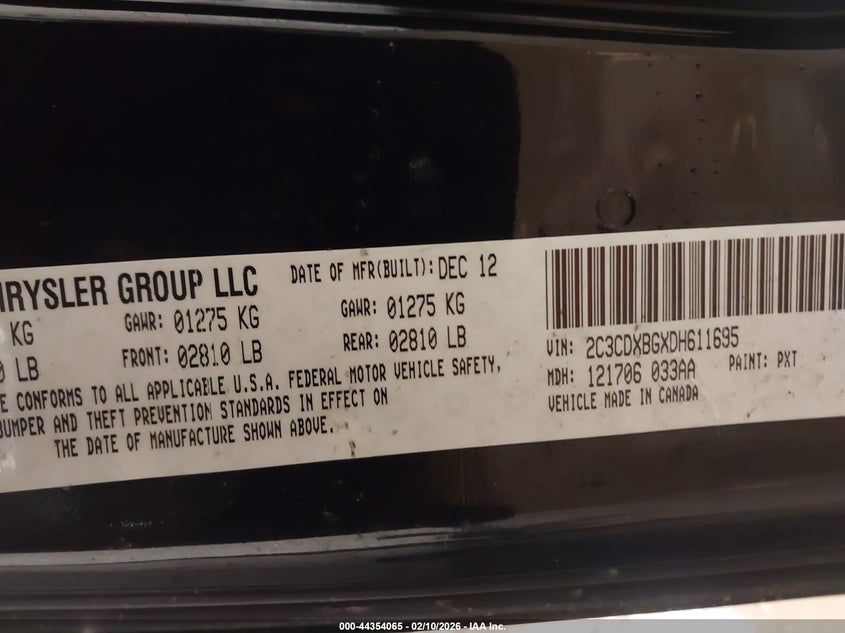 HRYSLER GROUP LLC
DATE OF MFR(BUILT): DEC 12
KG
GAWR: 01275 KG
GAWR: 01275 KG
0 LB
FRONT: 02810 LB
REAR: 02810 LB
E CONFORMS TO ALL APPLICABLE U.S.A. FEDERAL MOTOR VEHICLE SAFETY,
BUMPER AND THEFT PREVENTION STANDARDS IN EFFECT ON
THE DATE OF MANUFACTURE SHOWN ABOVE.
VIN: 2C3CDXBGXDH611695
MDH: 121706 033AA PAINT: PXT
VEHICLE MADE IN CANADA
000-44354065 - 02/10/2026 - IAA Inc.